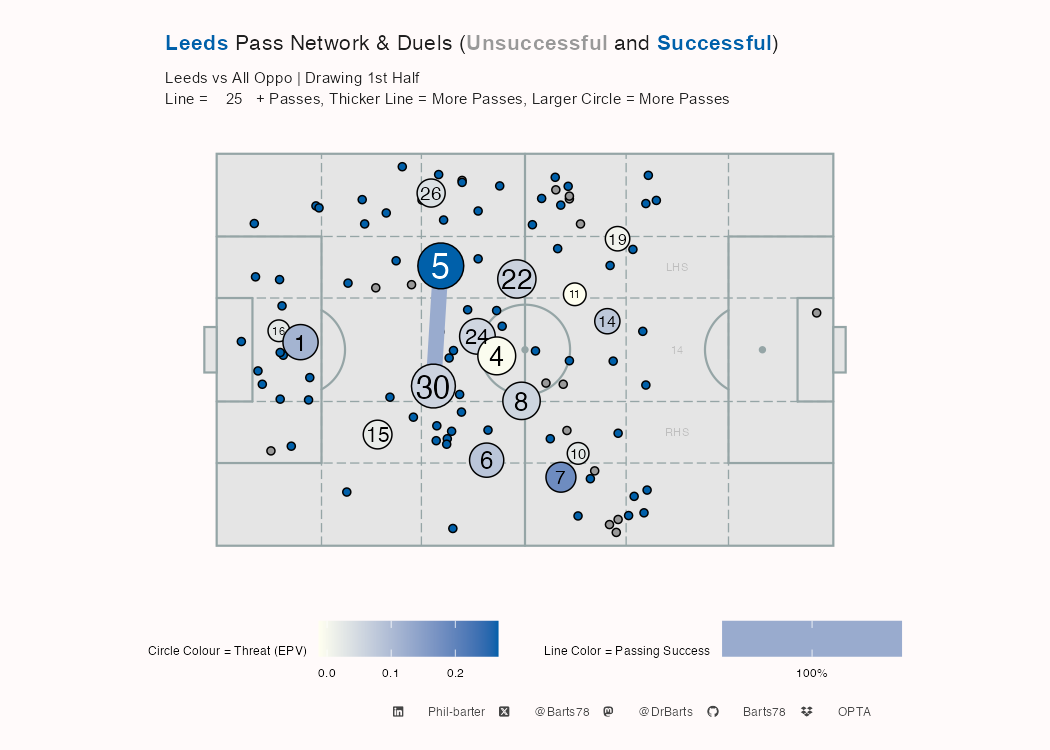 Leeds Pass Network & Duels (Unsuccessful and Successful)
Leeds vs All Oppo | Drawing 1st Half
Line = 25 + Passes, Thicker Line = More Passes, Larger Circle = More Passes
26
19
5
LHS
22
11
14
16
1
24
4
14
30
8
15
RHS
10
6
7
Circle Colour = Threat (EPV)
0.0 0.1 0.2
Line Color = Passing Success
100%
Phil-barter @Barts78 @DrBarts Barts78 OPTA